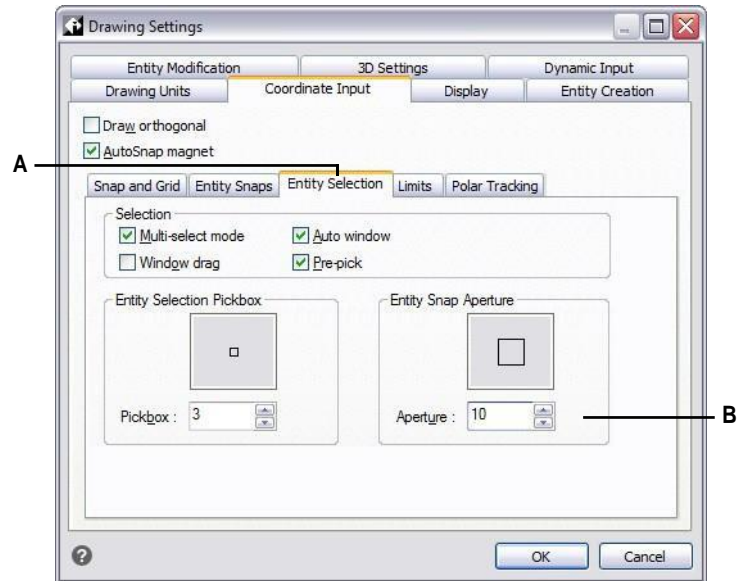 Drawing Settings
Entity Modification 3D Settings Dynamic Input
Drawing Units Coordinate Input Display Entity Creation
Draw orthogonal
AutoSnap magnet
A
Snap and Grid Entity Snaps Entity Selection Limits Polar Tracking
Selection
Multi-select mode Auto window
Window drag Pre-pick
Entity Selection Pickbox Entity Snap Aperture
Pickbox : 3 Aperture : 10
B
? OK Cancel